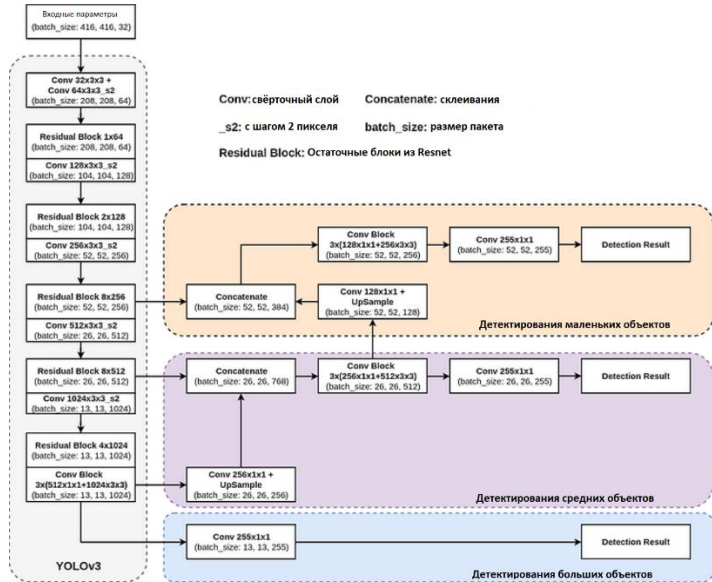 Входные параметры
(batch_size: 416, 416, 32)
Conv 32x3x3 +
Conv 64x3x3_s2
(batch_size: 208, 208, 64)
Residual Block 1x64
(batch_size: 208, 208, 64)
Conv 128x3x3_s2
(batch_size: 104, 104, 128)
Residual Block 2x128
(batch_size: 104, 104, 128)
Conv 256x3x3_s2
(batch_size: 52, 52, 256)
Residual Block 8x256
(batch_size: 52, 52, 256)
Conv 512x3x3_s2
(batch_size: 26, 26, 512)
Residual Block 8x512
(batch_size: 26, 26, 512)
Conv 1024x3x3_s2
(batch_size: 13, 13, 1024)
Residual Block 4x1024
(batch_size: 13, 13, 1024)
Conv Block
3x(512x1x1+1024x3x3)
(batch_size: 13, 13, 1024)
YOLOv3
Conv: свёрточный слой
Concatenate: склеивания
_s2: с шагом 2 пикселя
batch_size: размер пакета
Residual Block: Остаточные блоки из Resnet
Conv Block
3x(128x1x1+256x3x3)
(batch_size: 52, 52, 256)
Conv 255x1x1
(batch_size: 52, 52, 255)
Detection Result
Concatenate
(batch_size: 52, 52, 384)
Conv 128x1x1 +
UpSample
(batch_size: 52, 52, 128)
Детектирования маленьких объектов
Concatenate
(batch_size: 26, 26, 768)
Conv Block
3x(256x1x1+512x3x3)
(batch_size: 26, 26, 512)
Conv 255x1x1
(batch_size: 26, 26, 255)
Detection Result
Conv 256x1x1 +
UpSample
(batch_size: 26, 26, 256)
Детектирования средних объектов
Conv 255x1x1
(batch_size: 13, 13, 255)
Detection Result
Детектирования больших объектов